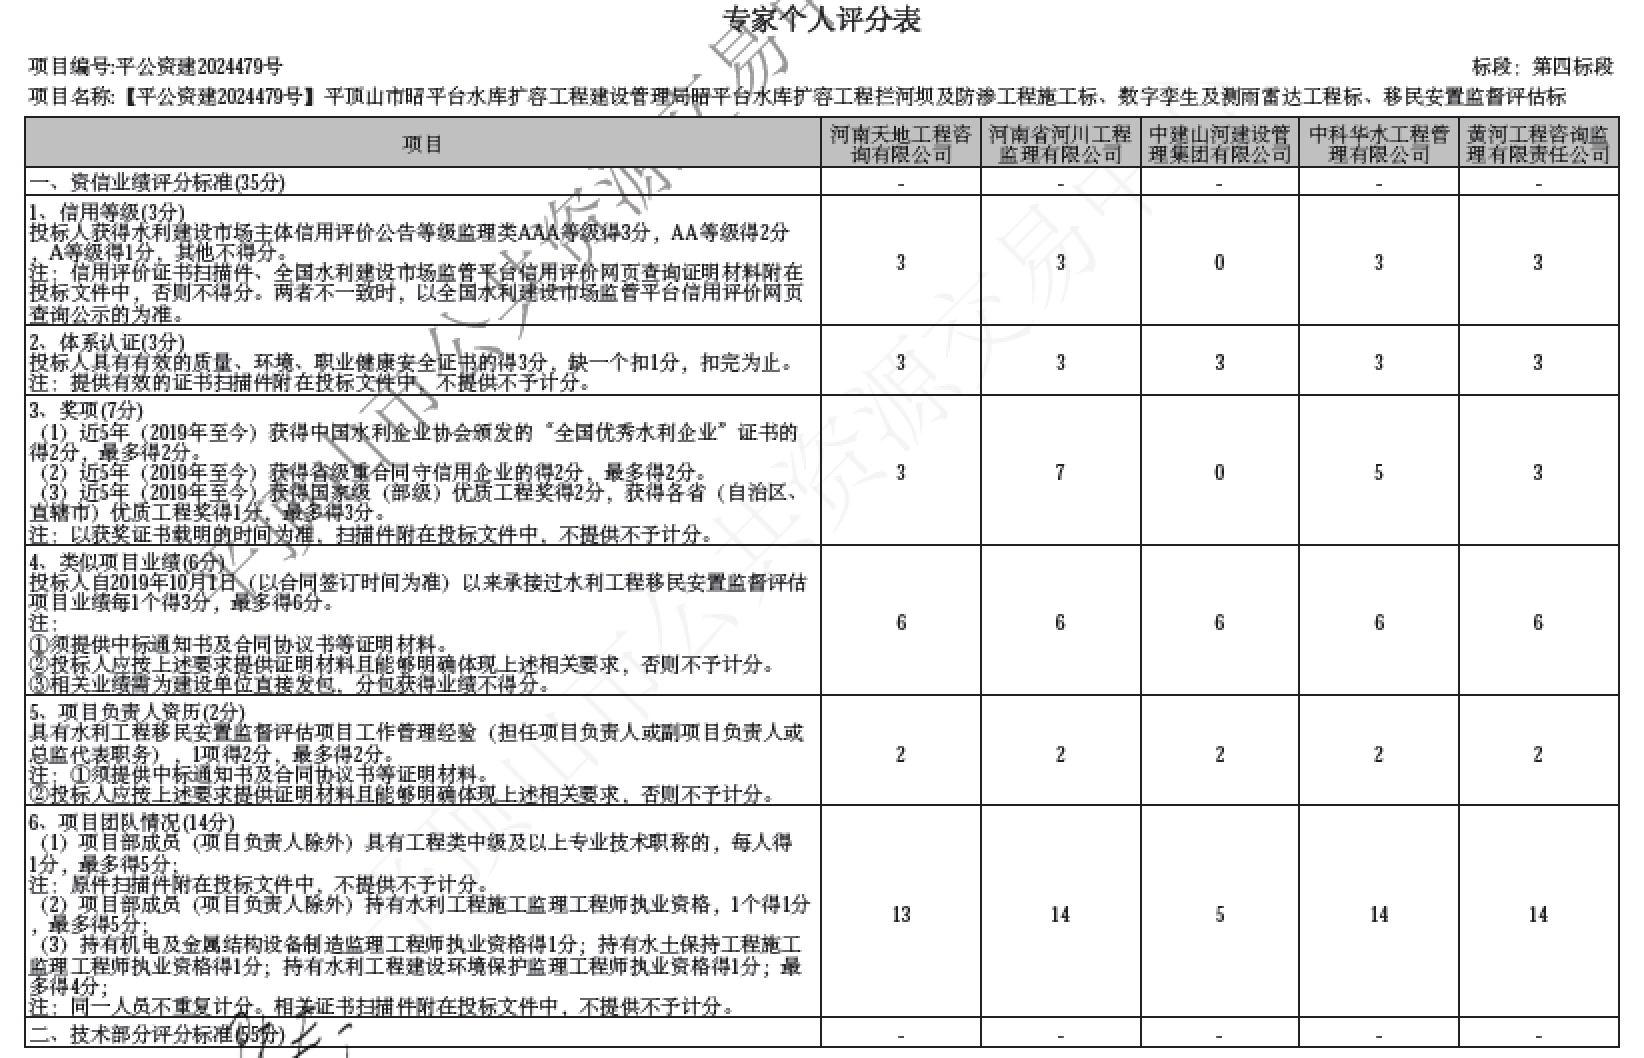 专家个人评分表
项目编号:平公资建2024479号
标段：第四标段
项目名称:【平公资建2024479号】平顶山市昭平台水库扩容工程建设管理局昭平台水库扩容工程拦河坝及防渗工程施工标、数字孪生及测雨雷达工程标、移民安置监督评估标
项目
河南天地工程咨
询有限公司
河南省河川工程
监理有限公司
中建山河建设管
理集团有限公司
中科华水工程管
理有限公司
黄河工程咨询监
理有限责任公司
一、资信业绩评分标准(35分)
- - - - -
1、信用等级(3分)
投标人获得水利建设市场主体信用评价公告等级监理类AAA等级得3分，AA等级得2分
，A等级得1分，其他不得分。
注：信用评价证书扫描件、全国水利建设市场监管平台信用评价网页查询证明材料附在
投标文件中，否则不得分。两者不一致时，以全国水利建设市场监管平台信用评价网页
查询公示的为准。
3 3 0 3 3
2、体系认证(3分)
投标人具有有效的质量、环境、职业健康安全证书的得3分，缺一个扣1分，扣完为止。
注：提供有效的证书扫描件附在投标文件中，不提供不予计分。
3 3 3 3 3
3、奖项(7分)
（1）近5年（2019年至今）获得中国水利企业协会颁发的“全国优秀水利企业”证书的
得2分，最多得2分。
（2）近5年（2019年至今）获得省级重合同守信用企业的得2分，最多得2分。
（3）近5年（2019年至今）获得国家级（部级）优质工程奖得2分，获得各省（自治区、
直辖市）优质工程奖得1分，最多得3分。
注：以获奖证书载明的时间为准，扫描件附在投标文件中，不提供不予计分。
3 7 0 5 3
4、类似项目业绩(6分)
投标人自2019年10月1日（以合同签订时间为准）以来承接过水利工程移民安置监督评估
项目业绩每1个得3分，最多得6分。
注：
①须提供中标通知书及合同协议书等证明材料。
②投标人应按上述要求提供证明材料且能够明确体现上述相关要求，否则不予计分。
③相关业绩需为建设单位直接发包，分包获得业绩不得分。
6 6 6 6 6
5、项目负责人资历(2分)
具有水利工程移民安置监督评估项目工作管理经验（担任项目负责人或副项目负责人或
总监代表职务），1项得2分，最多得2分。
注：①须提供中标通知书及合同协议书等证明材料。
②投标人应按上述要求提供证明材料且能够明确体现上述相关要求，否则不予计分。
2 2 2 2 2
6、项目团队情况(14分)
（1）项目部成员（项目负责人除外）具有工程类中级及以上专业技术职称的，每人得
1分，最多得5分；
注：原件扫描件附在投标文件中，不提供不予计分。
（2）项目部成员（项目负责人除外）持有水利工程施工监理工程师执业资格，1个得1分
，最多得5分；
（3）持有机电及金属结构设备制造监理工程师执业资格得1分；持有水土保持工程施工
监理工程师执业资格得1分；持有水利工程建设环境保护监理工程师执业资格得1分；最
多得4分；
注：同一人员不重复计分。相关证书扫描件附在投标文件中，不提供不予计分。
13 14 5 14 14
二、技术部分评分标准(55分)
- - - - -
平顶山市公共资源交易中
平顶山市公共资源交易中